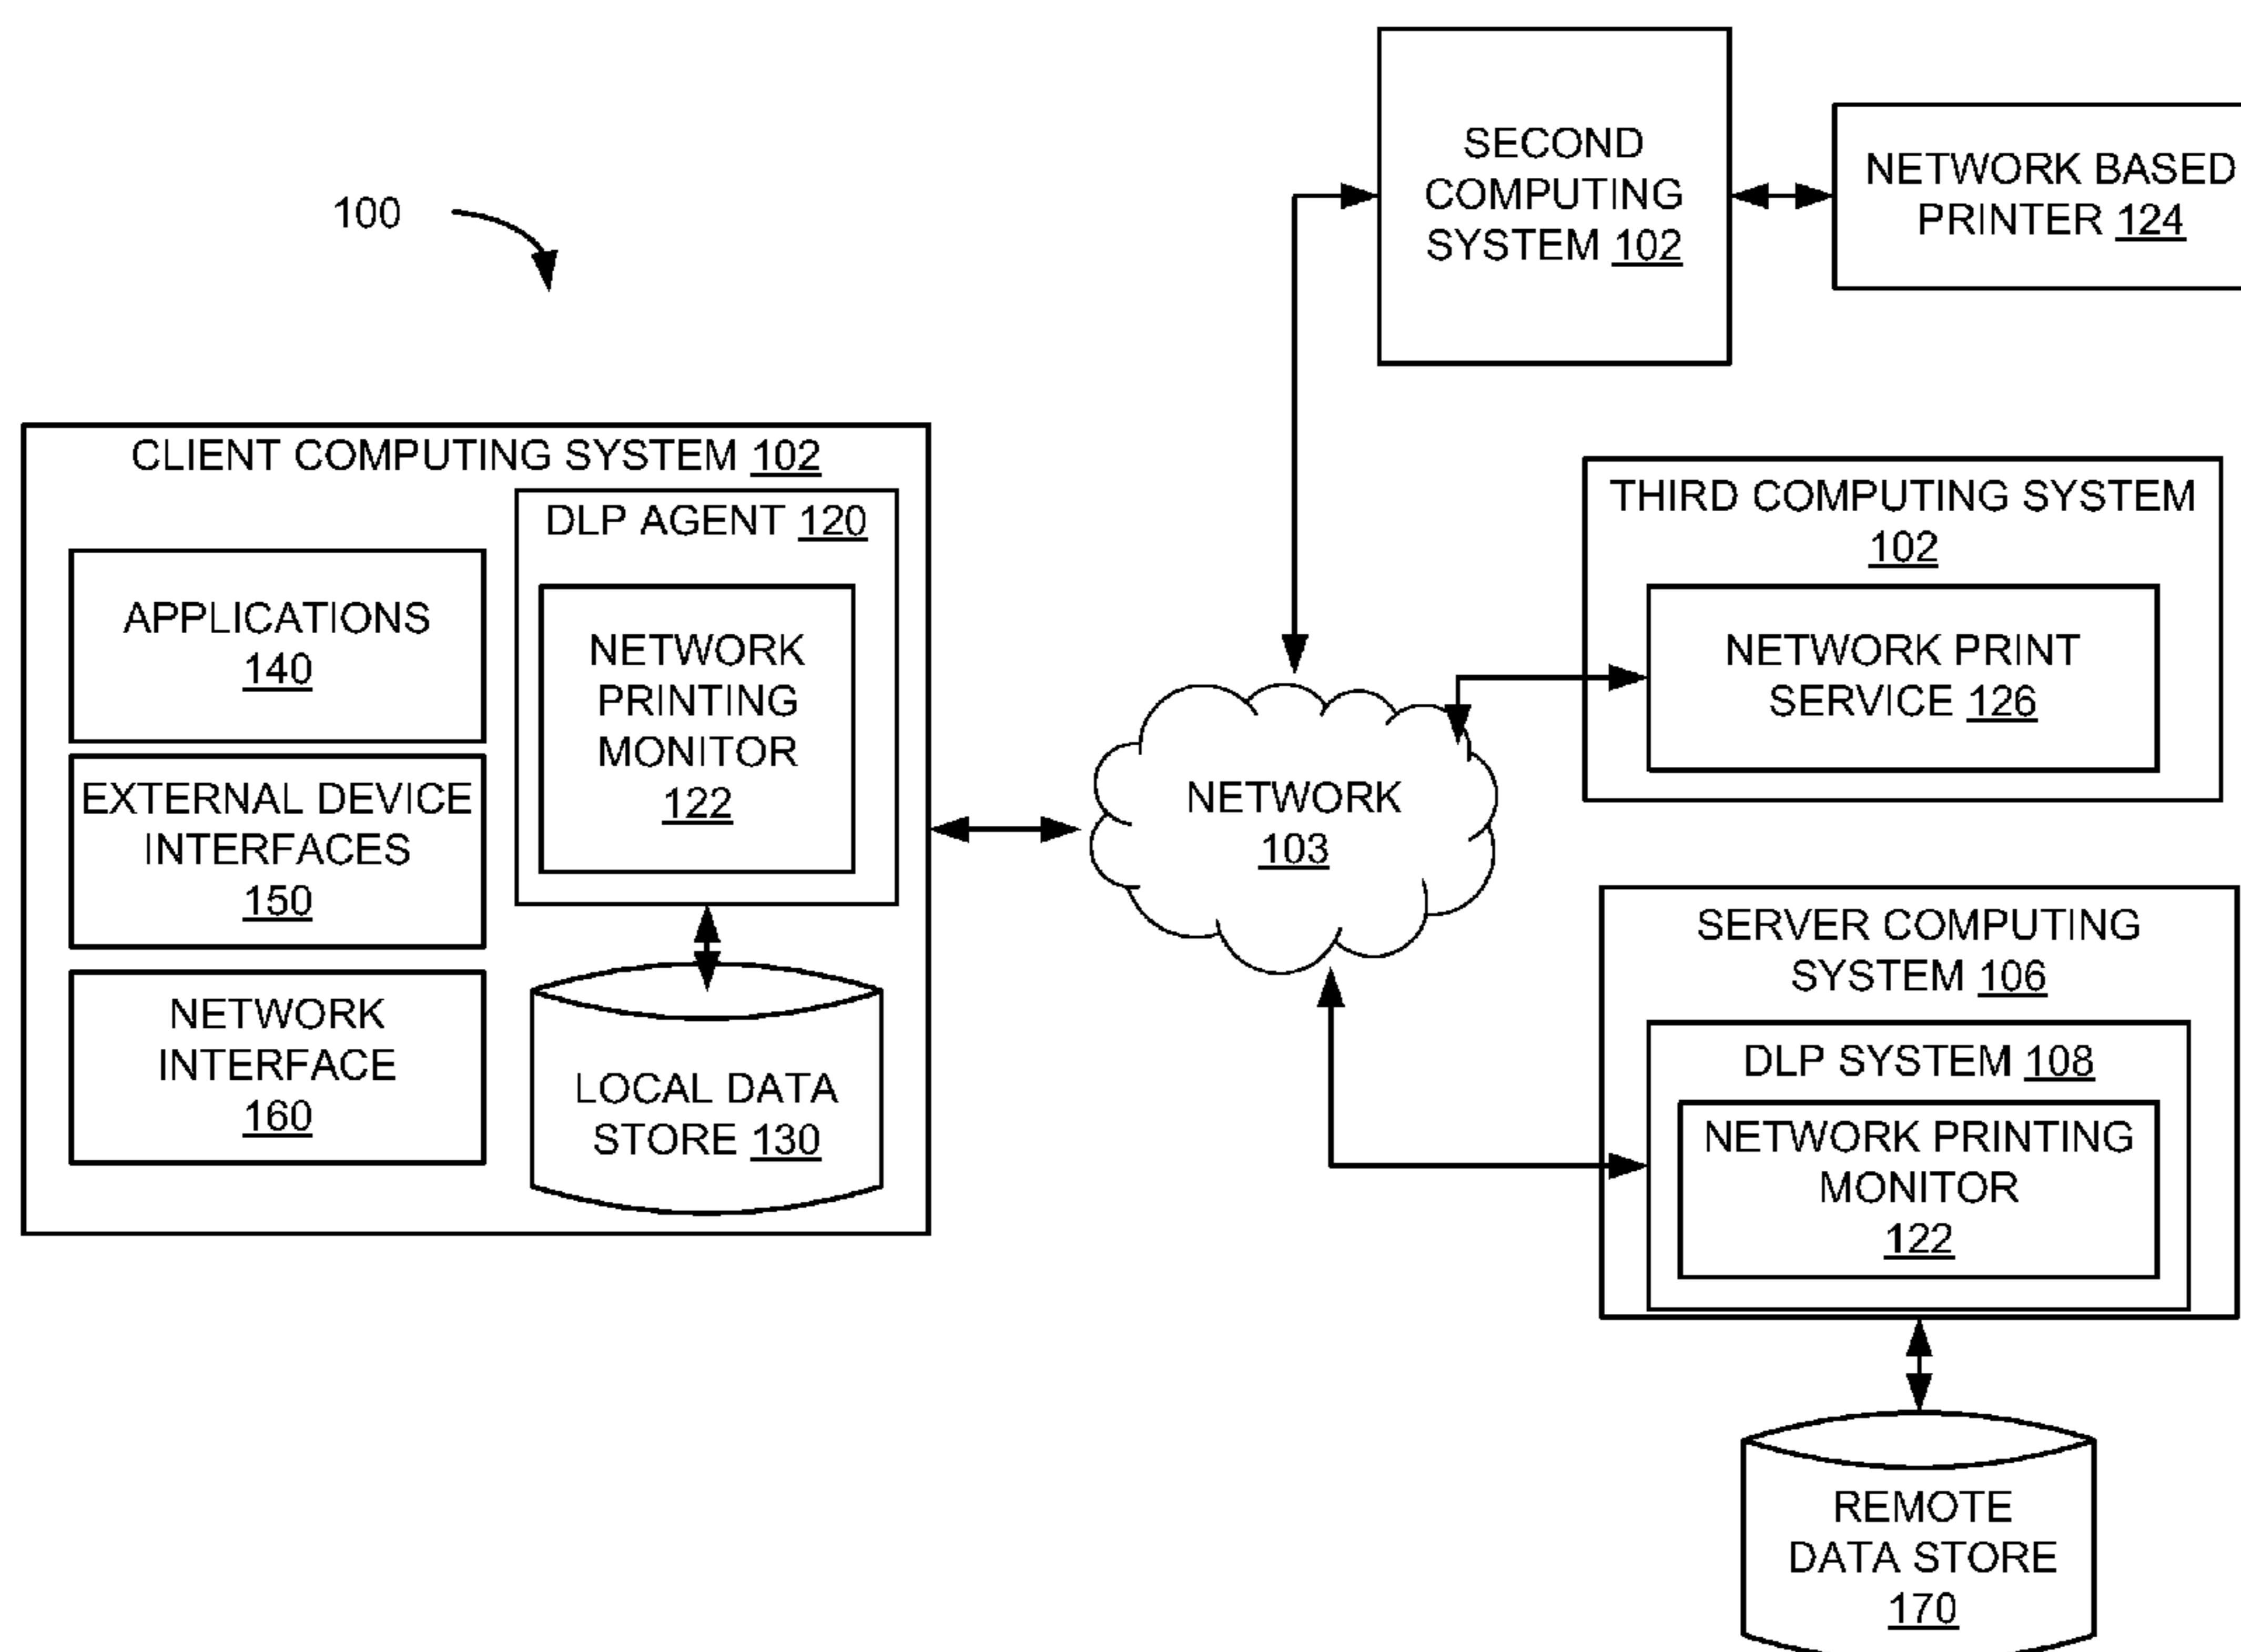 100
SECOND
COMPUTING
SYSTEM 102
NETWORK BASED
PRINTER 124
CLIENT COMPUTING SYSTEM 102
APPLICATIONS
140
EXTERNAL DEVICE
INTERFACES
150
NETWORK
INTERFACE
160
DLP AGENT 120
NETWORK
PRINTING
MONITOR
122
LOCAL DATA
STORE 130
NETWORK
103
THIRD COMPUTING SYSTEM
102
NETWORK PRINT
SERVICE 126
SERVER COMPUTING
SYSTEM 106
DLP SYSTEM 108
NETWORK PRINTING
MONITOR
122
REMOTE
DATA STORE
170